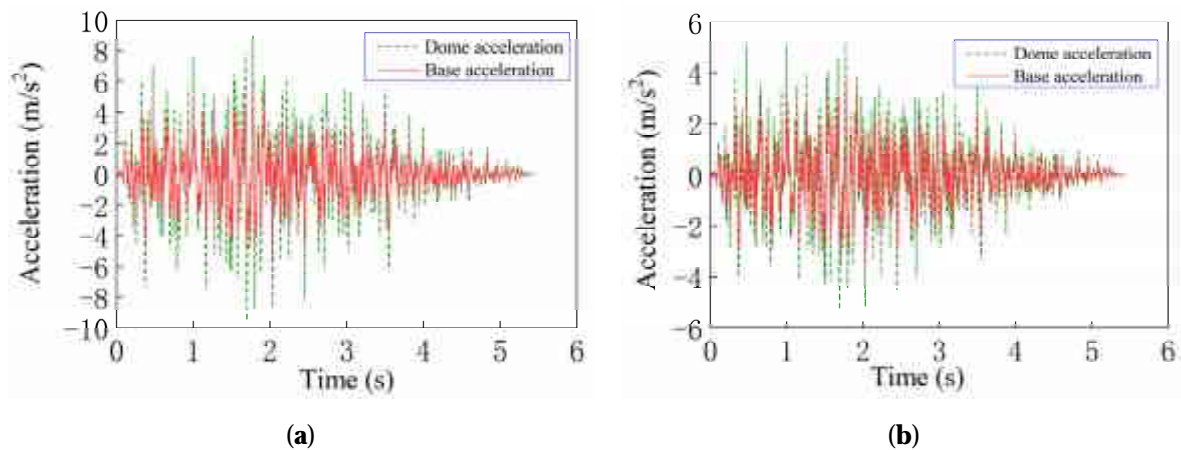 10
8
6
4
2
0
−2
−4
−6
−8
−10
Acceleration (m/s²)
Dome acceleration
Base acceleration
0 1 2 3 4 5 6
Time (s)
(a)
6
4
2
0
−2
−4
−6
Acceleration (m/s²)
Dome acceleration
Base acceleration
0 1 2 3 4 5 6
Time (s)
(b)